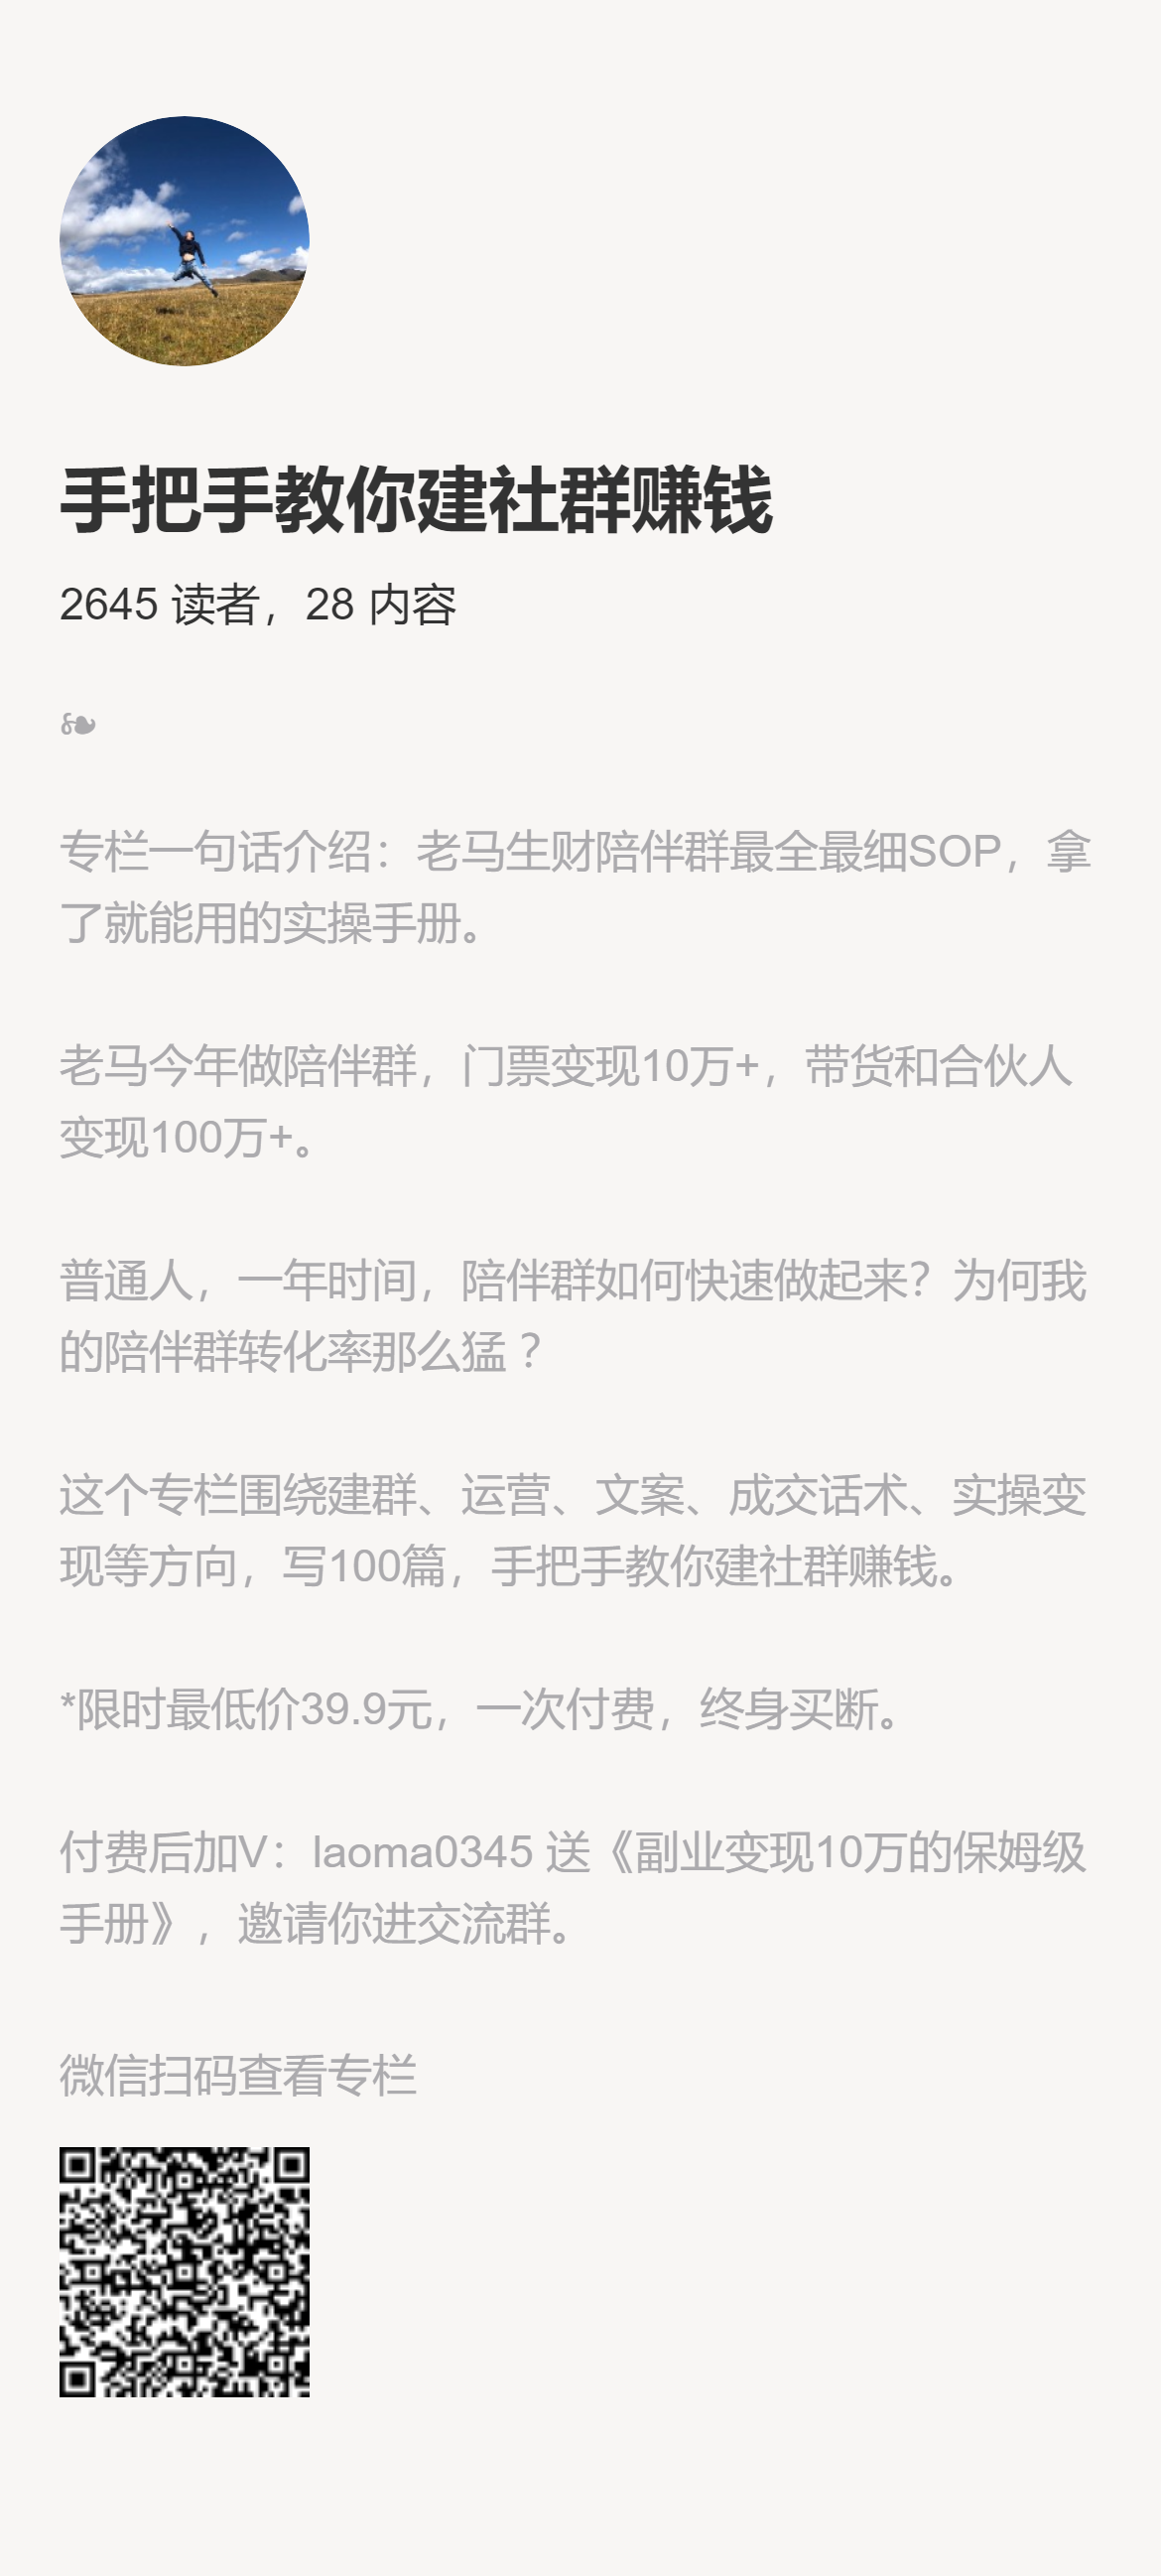 手把手教你建社群赚钱
2645 读者，28 内容
❧
专栏一句话介绍：老马生财陪伴群最全最细SOP，拿
了就能用的实操手册。
老马今年做陪伴群，门票变现10万+，带货和合伙人
变现100万+。
普通人，一年时间，陪伴群如何快速做起来？为何我
的陪伴群转化率那么猛 ？
这个专栏围绕建群、运营、文案、成交话术、实操变
现等方向，写100篇，手把手教你建社群赚钱。
*限时最低价39.9元，一次付费，终身买断。
付费后加V：laoma0345 送《副业变现10万的保姆级
手册》，邀请你进交流群。
微信扫码查看专栏